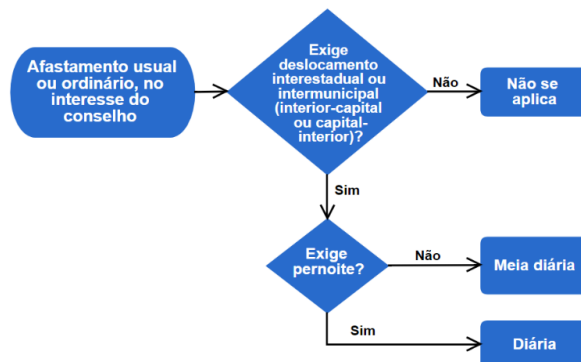 Afastamento usual
ou ordinário, no
interesse do
conselho
Exige
deslocamento
interestadual ou
intermunicipal
(interior-capital
ou capital-
interior)?
Não
Não se
aplica
Sim
Exige
pernoite?
Não
Meia diária
Sim
Diária